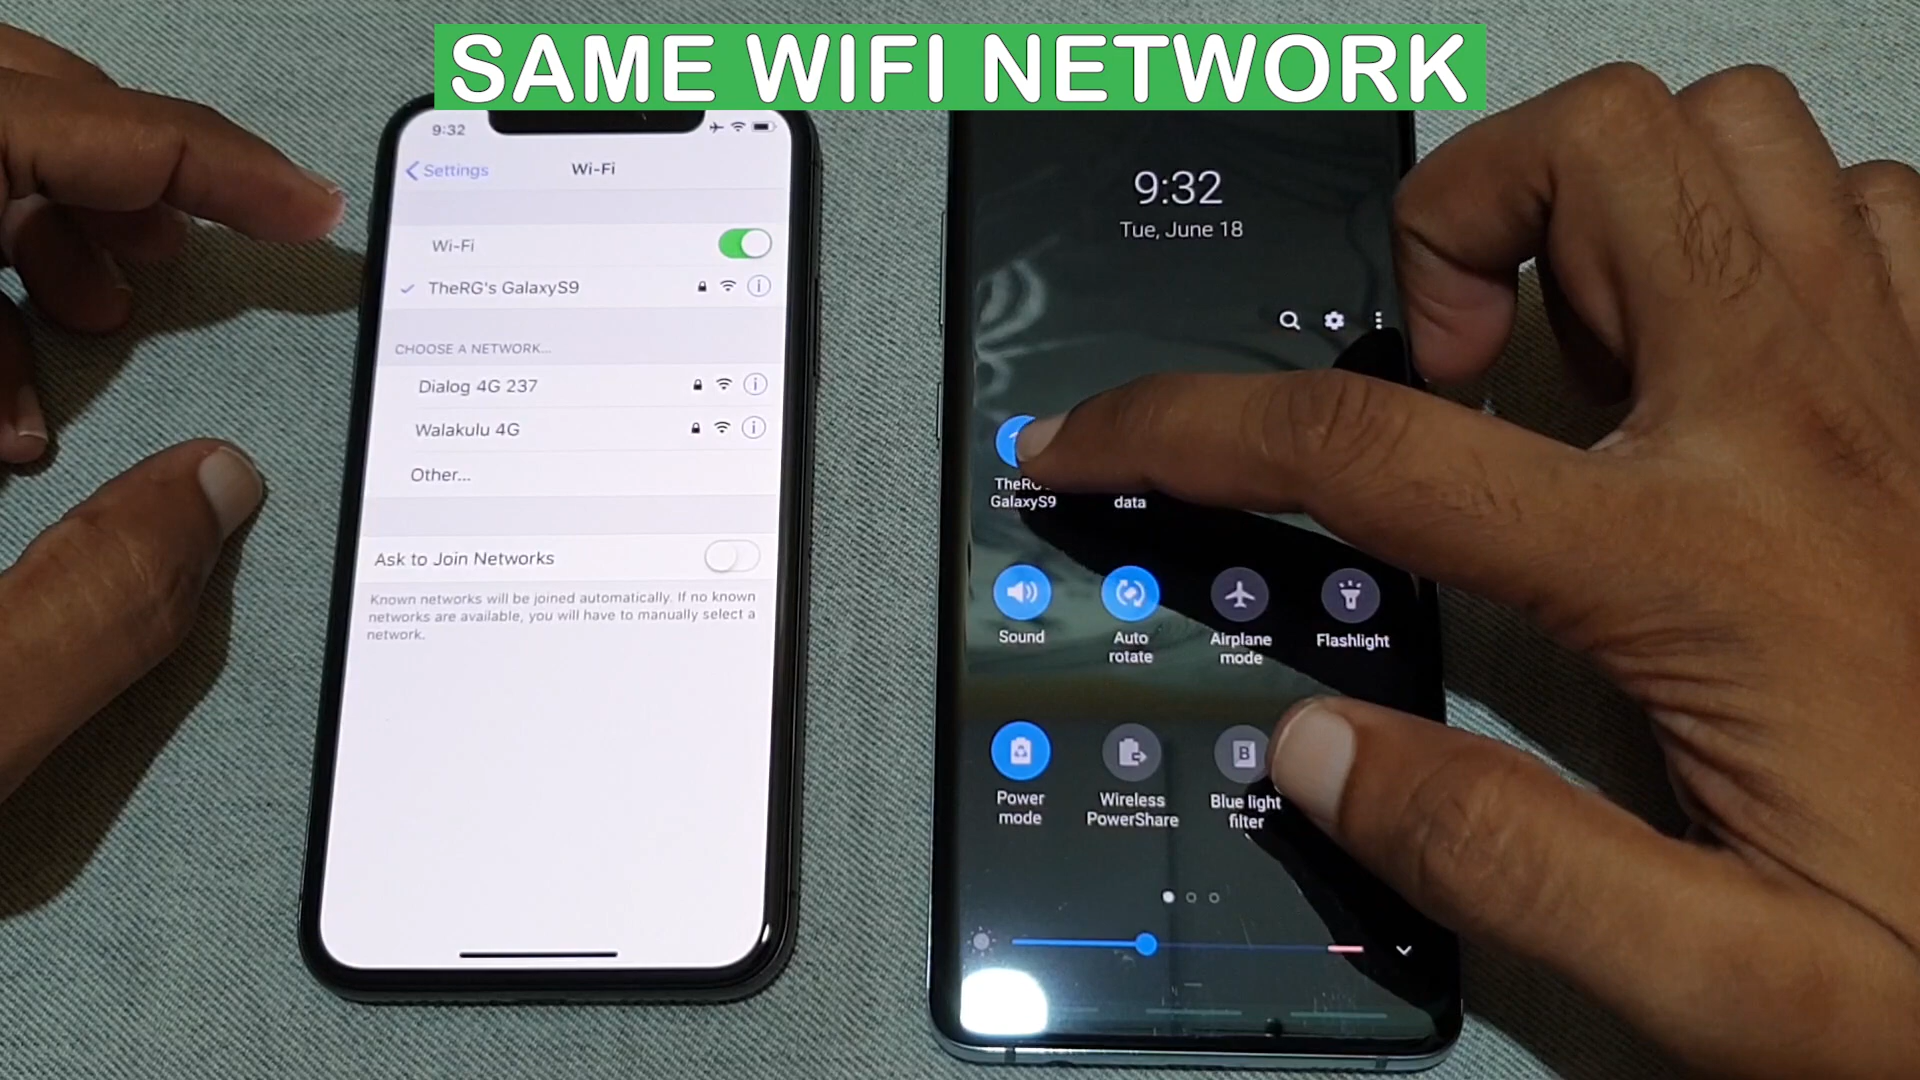 SAME WIFI NETWORK
9:32
Settings
Wi-Fi
Wi-Fi
TheRG's GalaxyS9
CHOOSE A NETWORK...
Dialog 4G 237
Walakulu 4G
Other...
Ask to Join Networks
Known networks will be joined automatically. If no known
networks are available, you will have to manually select a
network.
9:32
Tue, June 18
GalaxyS9
data
Sound
Auto
rotate
Airplane
mode
Flashlight
Power
mode
Wireless
PowerShare
B
Blue light
filter